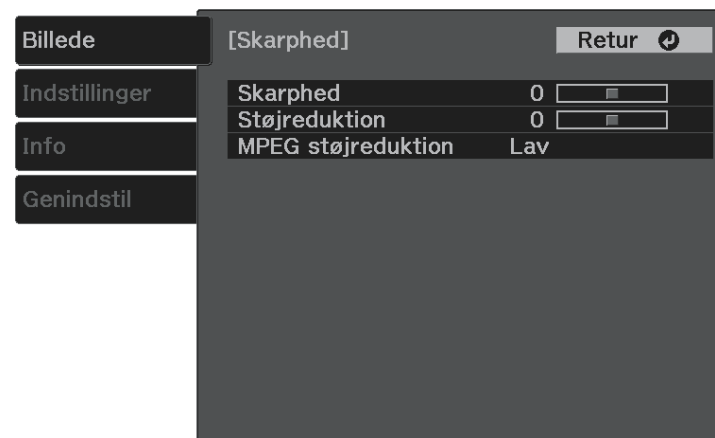 Billede
Indstillinger
Info
Genindstil
[Skarphed]
Retur
Skarphed 0
Støjreduktion 0
MPEG støjreduktion Lav